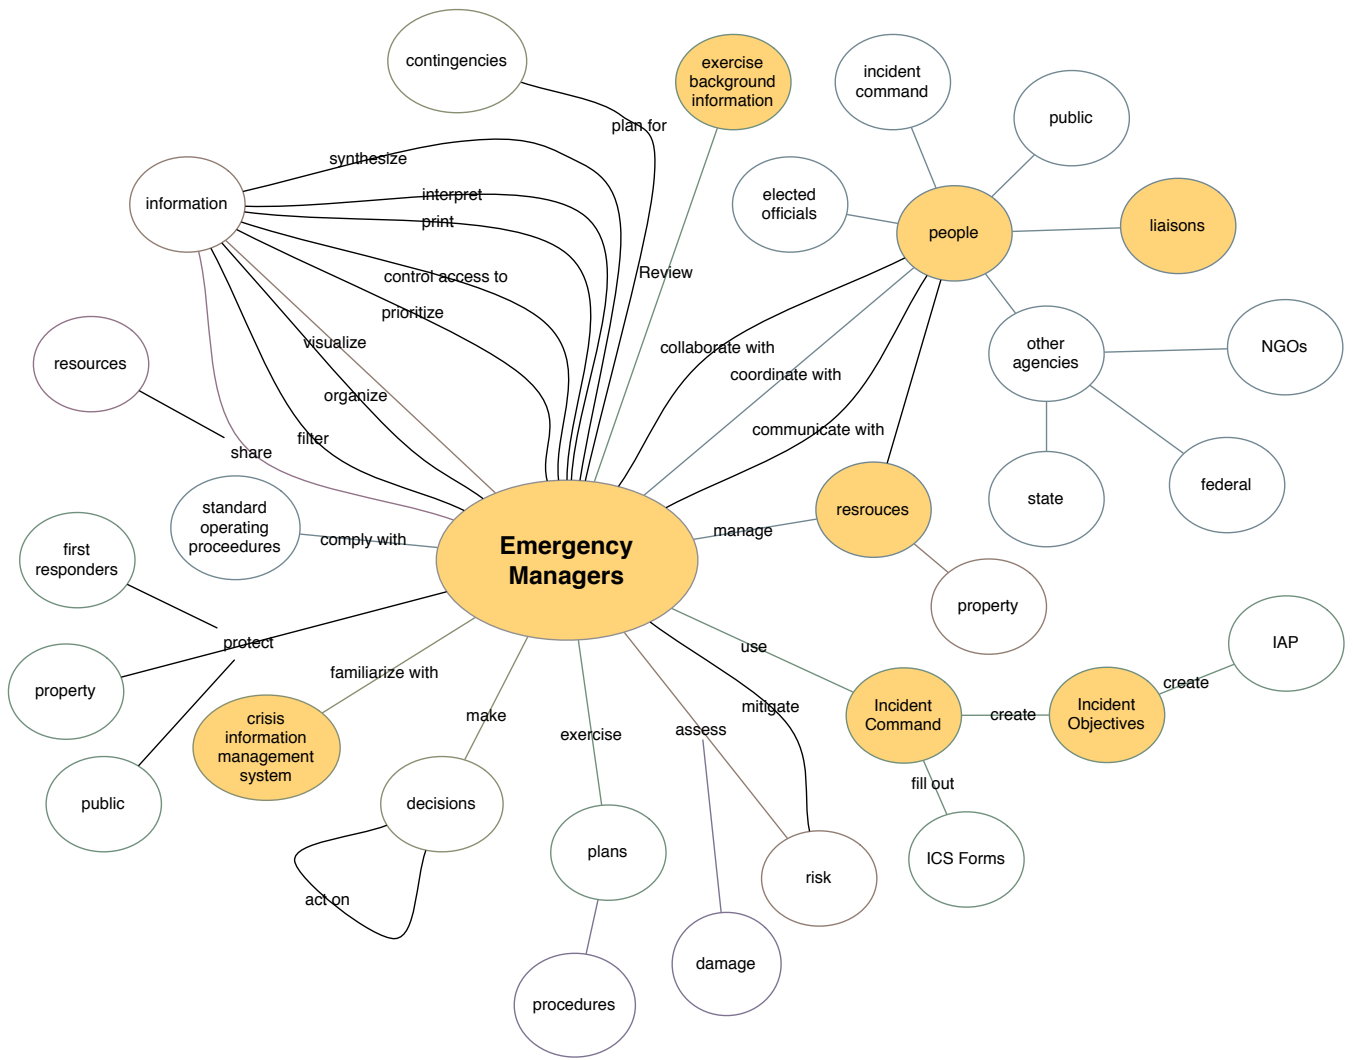 contingencies
exercise
background
information
incident
command
public
plan for
synthesize
interpret
print
information
elected
officials
people
liaisons
control access to
Review
prioritize
visualize
collaborate with
coordinate with
other
agencies
NGOs
resources
organize
filter
share
communicate with
state
federal
standard
operating
proceedures
comply with
Emergency
Managers
manage
resrouces
first
responders
property
protect
use
IAP
property
familiarize with
create
crisis
information
management
system
make
exercise
assess
mitigate
Incident
Command
create
Incident
Objectives
public
decisions
fill out
plans
risk
ICS Forms
act on
damage
procedures